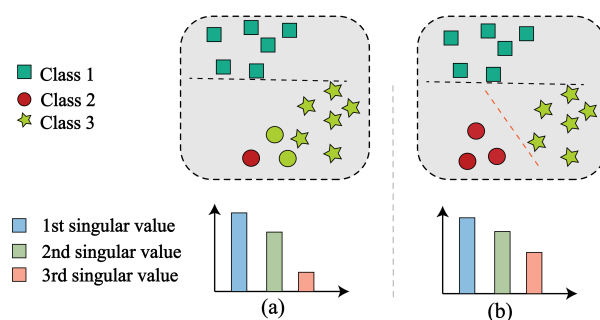 Class 1
Class 2
Class 3
1st singular value
2nd singular value
3rd singular value
(a)
(b)